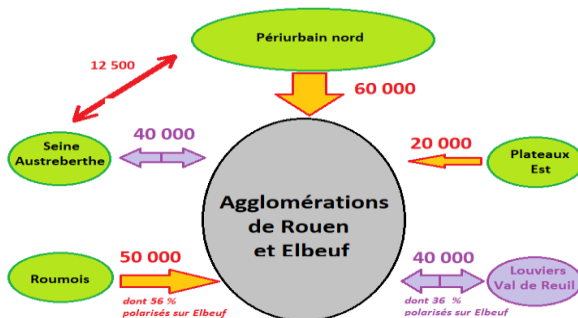 Périurbain nord
12 500
60 000
Seine
Austreberthe
40 000
20 000
Plateaux
Est
Agglomérations
de Rouen
et Elbeuf
Roumois
50 000
dont 56 %
polarisés sur Elbeuf
40 000
dont 36 %
polarisés sur Elbeuf
Louviers
Val de Reuil